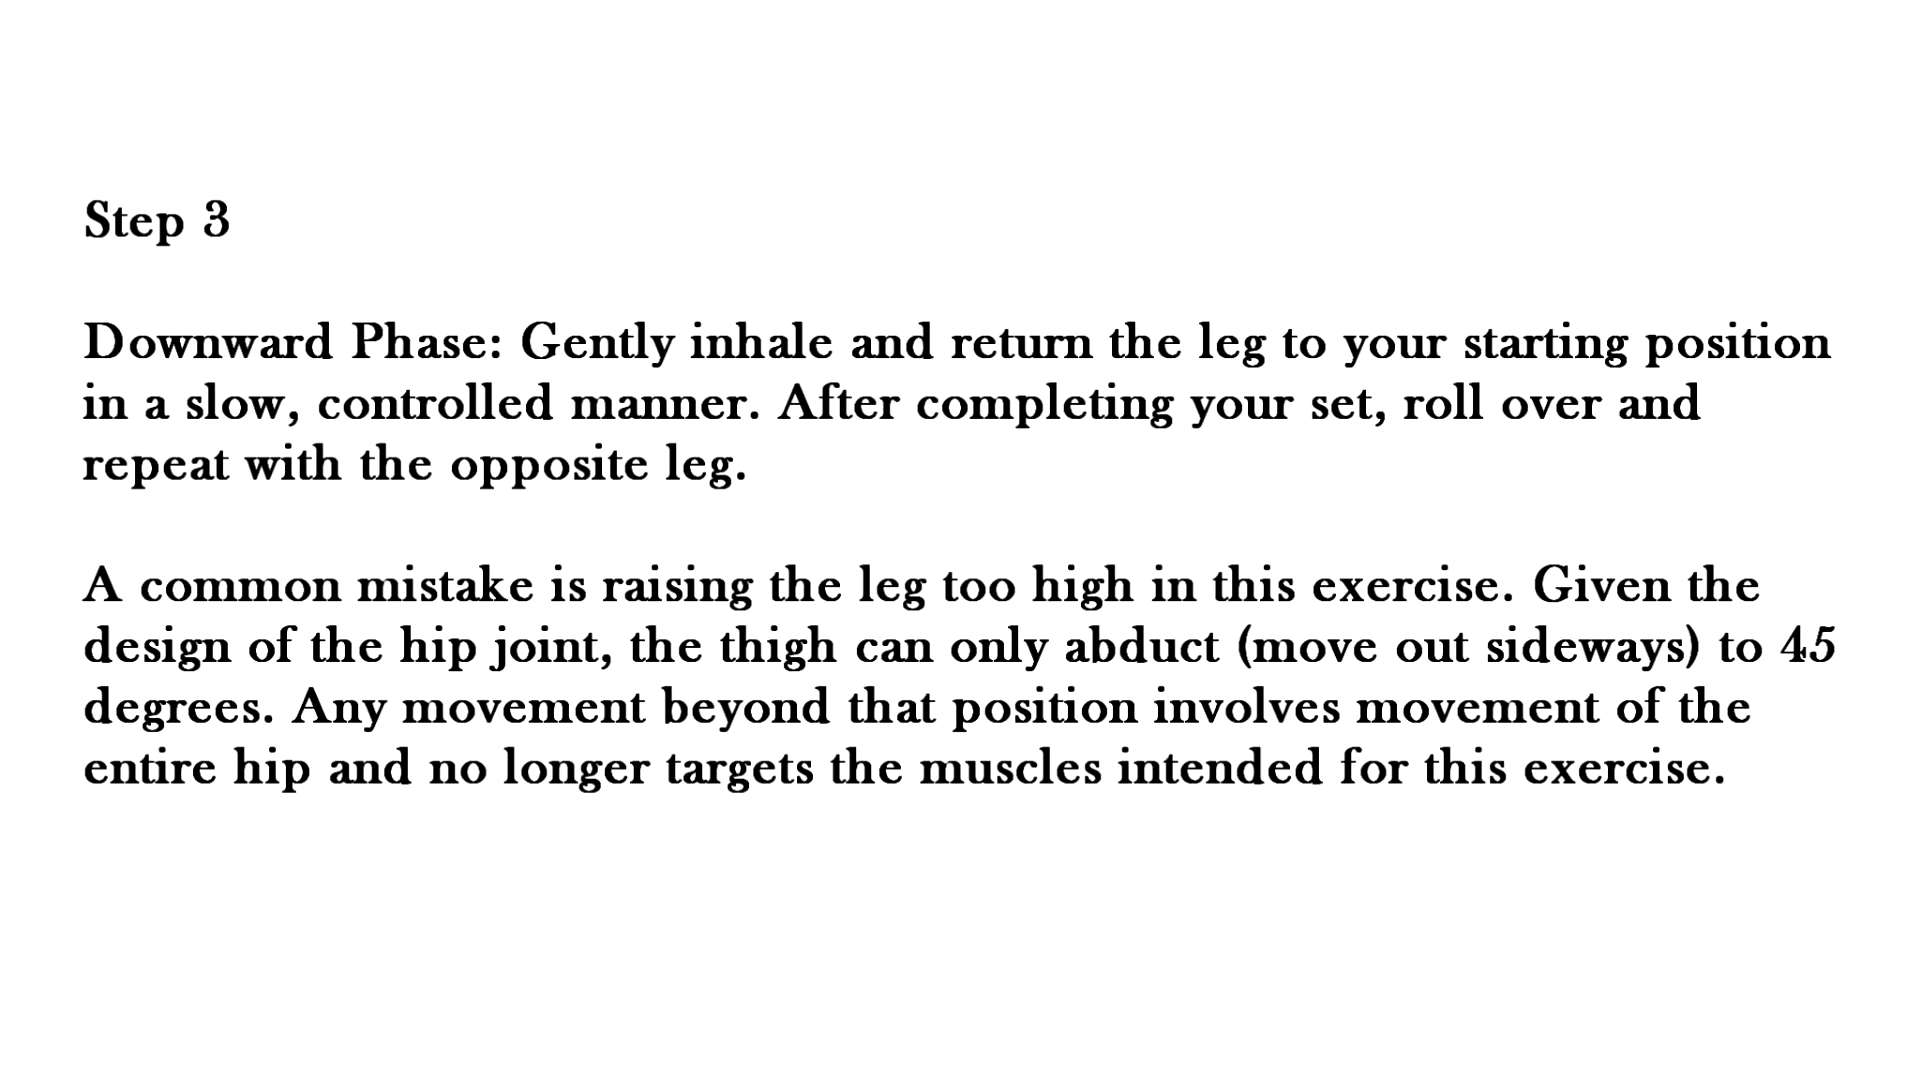 Step 3
Downward Phase: Gently inhale and return the leg to your starting position
in a slow, controlled manner. After completing your set, roll over and
repeat with the opposite leg.
A common mistake is raising the leg too high in this exercise. Given the
design of the hip joint, the thigh can only abduct (move out sideways) to 45
degrees. Any movement beyond that position involves movement of the
entire hip and no longer targets the muscles intended for this exercise.